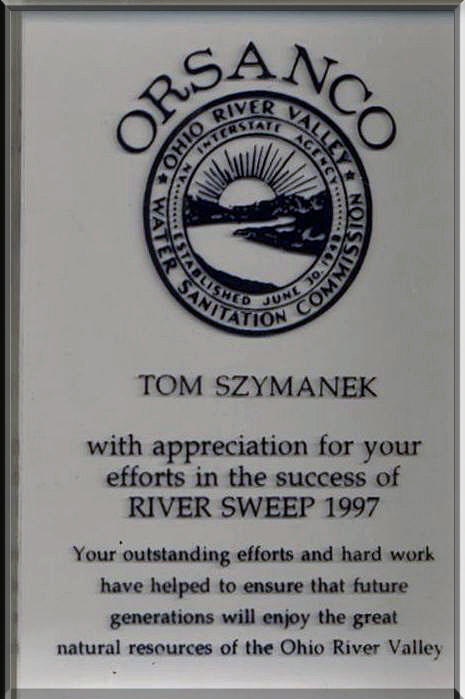 ORSANCO
OHIO RIVER VALLEY
WATER SANITATION COMMISSION
AN INTERSTATE AGENCY
ESTABLISHED JUNE 30, 1948
TOM SZYMANEK
with appreciation for your
efforts in the success of
RIVER SWEEP 1997
Your outstanding efforts and hard work
have helped to ensure that future
generations will enjoy the great
natural resources of the Ohio River Valley